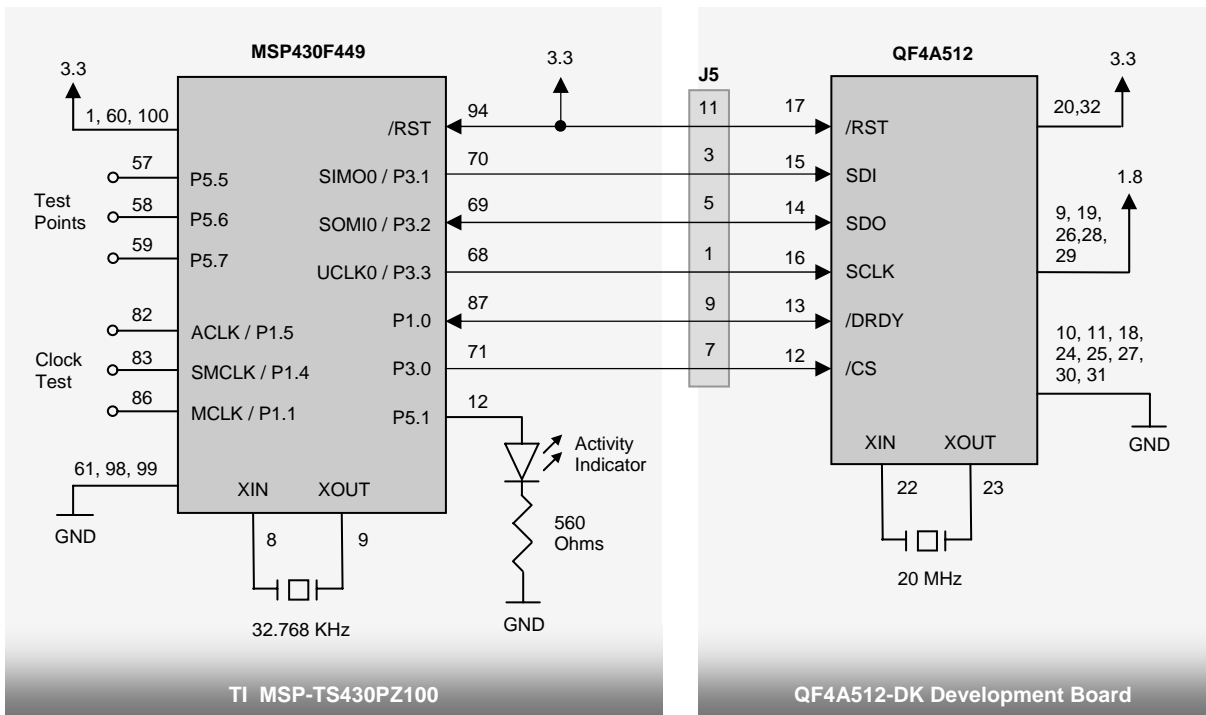 MSP430F449
3.3
1, 60, 100
57
P5.5
Test
Points
58
P5.6
59
P5.7
82
ACLK / P1.5
Clock
Test
83
SMCLK / P1.4
86
MCLK / P1.1
61, 98, 99
GND
XIN
XOUT
8
9
32.768 KHz
3.3
94
/RST
70
SIMO0 / P3.1
69
SOMI0 / P3.2
68
UCLK0 / P3.3
87
P1.0
71
P3.0
12
P5.1
Activity
Indicator
560
Ohms
GND
TI MSP-TS430PZ100
J5
11
3
5
1
9
7
QF4A512
17
/RST
15
SDI
14
SDO
16
SCLK
13
/DRDY
12
/CS
3.3
20,32
1.8
9, 19,
26,28,
29
10, 11, 18,
24, 25, 27,
30, 31
GND
XIN
XOUT
22
23
20 MHz
QF4A512-DK Development Board